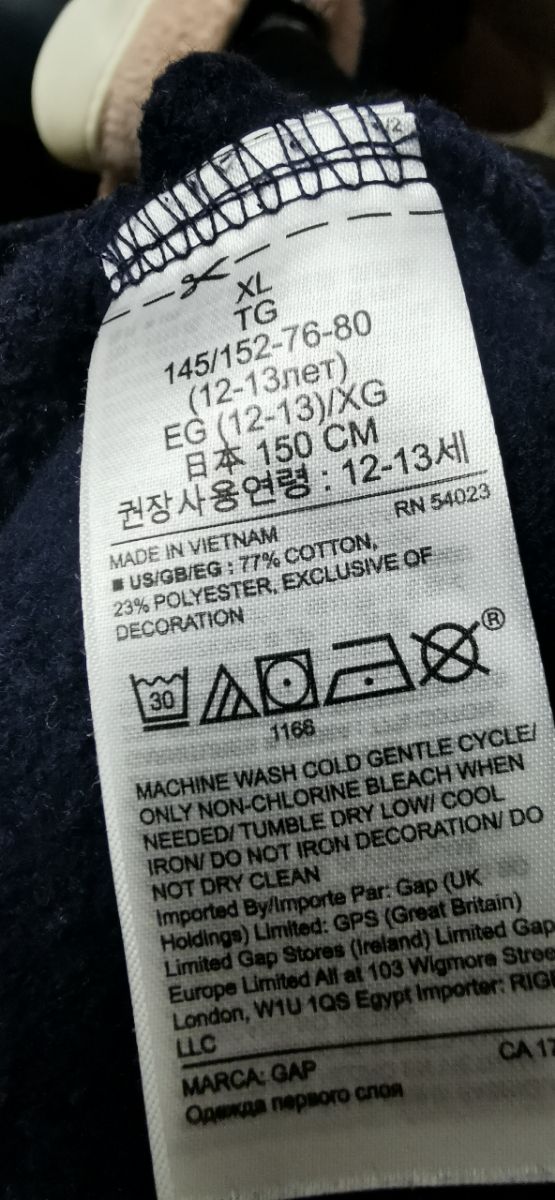 /2
XL
TG
145/152-76-80
(12-13лет)
EG (12-13)/XG
日本 150 CM
권장사용연령 : 12-13세
RN 54023
MADE IN VIETNAM
■ US/GB/EG : 77% COTTON,
23% POLYESTER, EXCLUSIVE OF
DECORATION
30
®
1166
MACHINE WASH COLD GENTLE CYCLE/
ONLY NON-CHLORINE BLEACH WHEN
NEEDED/ TUMBLE DRY LOW/ COOL
IRON/ DO NOT IRON DECORATION/ DO
NOT DRY CLEAN
Imported By/Importe Par: Gap (UK
Holdings) Limited: GPS (Great Britain)
Limited Gap Stores (Ireland) Limited Gap
Europe Limited All at 103 Wigmore Stree
London, W1U 1QS Egypt Importer: RIG
LLC
CA 17
MARCA: GAP
Одежда первого слоя